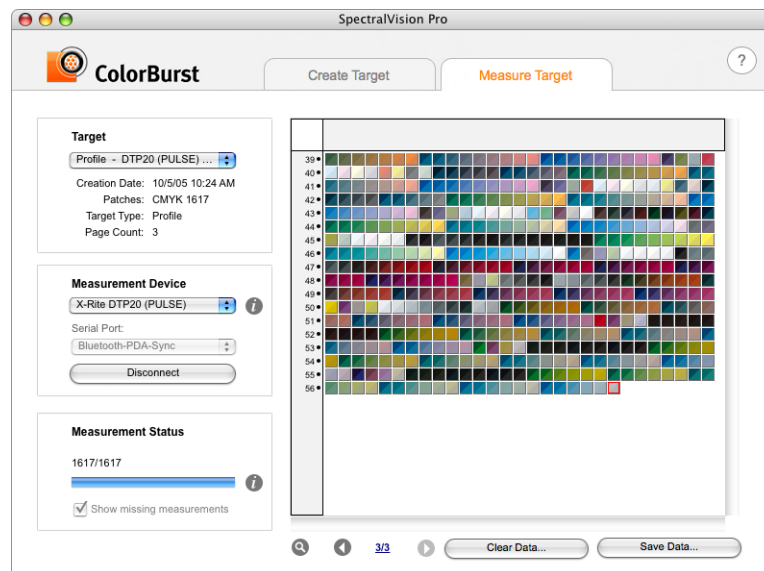 SpectralVision Pro
ColorBurst
Create Target
Measure Target
?
Target
Profile - DTP20 (PULSE) ...
Creation Date: 10/5/05 10:24 AM
Patches: CMYK 1617
Target Type: Profile
Page Count: 3
Measurement Device
X-Rite DTP20 (PULSE)
i
Serial Port:
Bluetooth-PDA-Sync
Disconnect
Measurement Status
1617/1617
i
Show missing measurements
39
40
41
42
43
44
45
46
47
48
49
50
51
52
53
54
55
56
3/3
Clear Data...
Save Data...